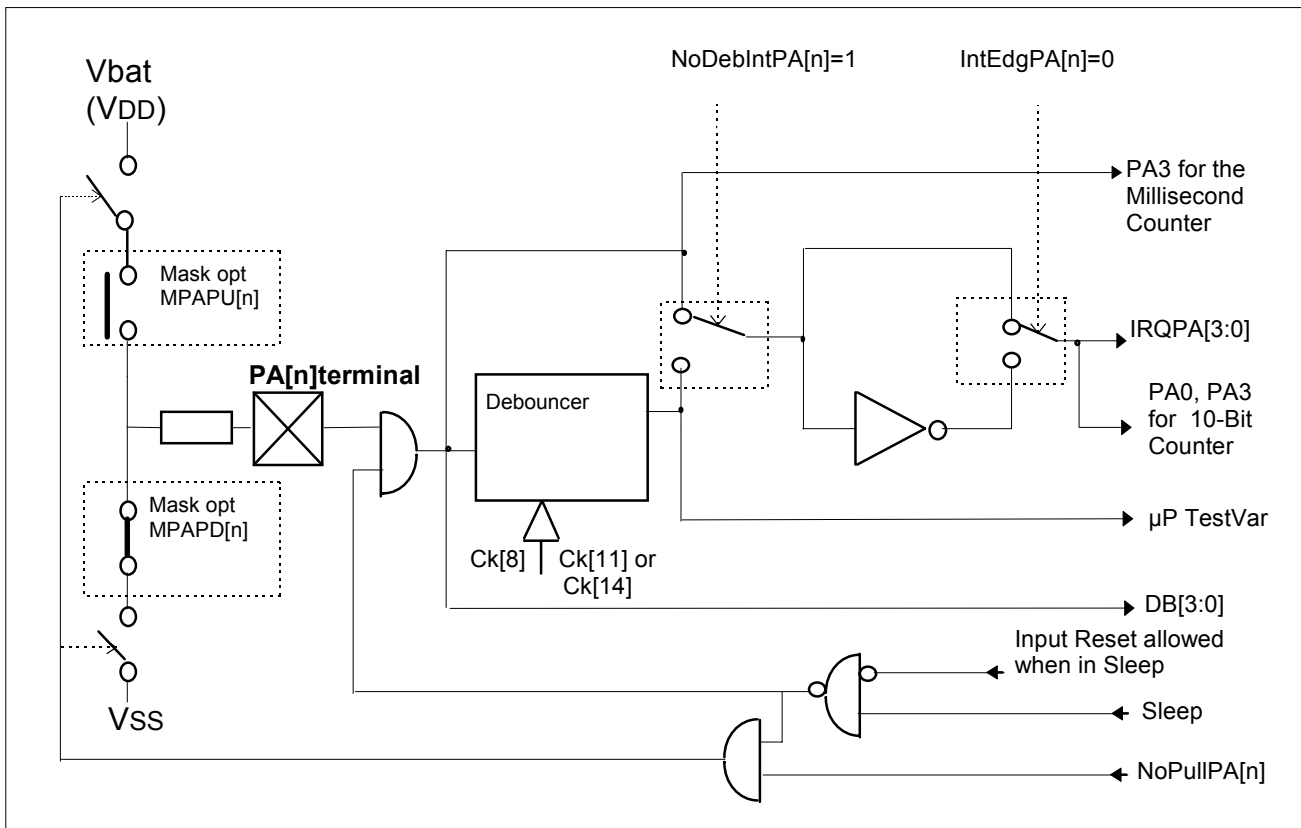 Vbat
(VDD)
NoDebIntPA[n]=1
IntEdgPA[n]=0
PA3 for the
Millisecond
Counter
Mask opt
MPAPU[n]
IRQPA[3:0]
PA[n]terminal
Debouncer
PA0, PA3
for 10-Bit
Counter
Mask opt
MPAPD[n]
µP TestVar
Ck[8]
Ck[11] or
Ck[14]
DB[3:0]
Input Reset allowed
when in Sleep
VSS
Sleep
NoPullPA[n]